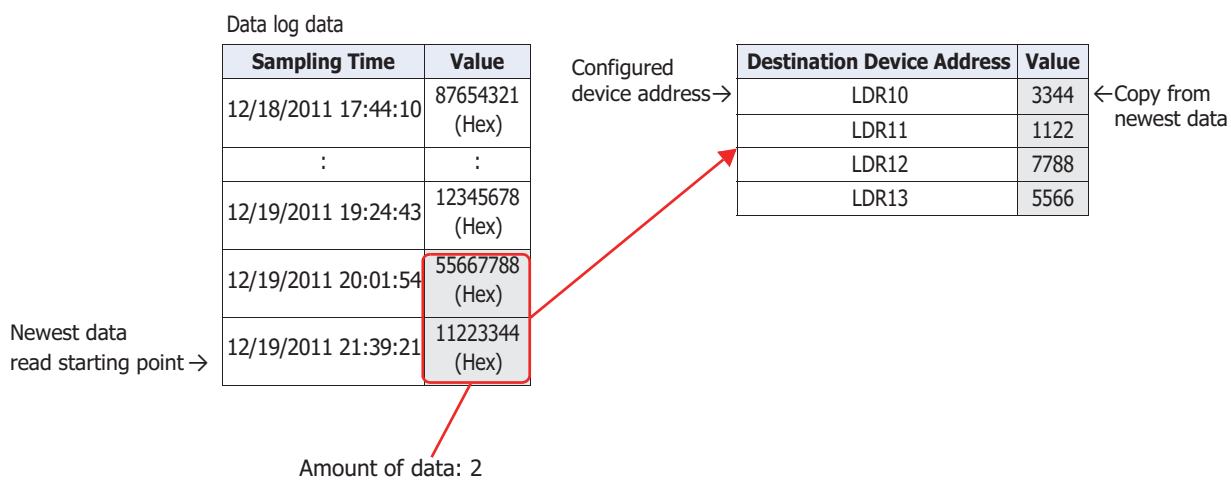 Data log data
Sampling Time Value
12/18/2011 17:44:10 87654321
(Hex)
: :
12/19/2011 19:24:43 12345678
(Hex)
12/19/2011 20:01:54 55667788
(Hex)
Newest data
read starting point → 12/19/2011 21:39:21 11223344
(Hex)
Amount of data: 2
Configured
device address→
Destination Device Address Value
LDR10 3344
LDR11 1122
LDR12 7788
LDR13 5566
←Copy from
newest data